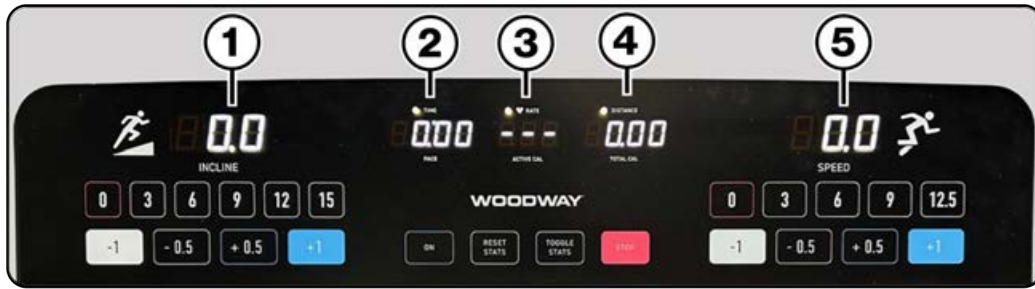 1 2 3 4 5
TIME ♥ RATE DISTANCE
0.0 0:00 - - - 0.00 0.0
INCLINE PACE ACTIVE CAL TOTAL CAL SPEED
0 3 6 9 12 15 WOODWAY 0 3 6 9 12.5
-1 - 0.5 + 0.5 +1 ON RESET STATS TOGGLE STATS STOP -1 - 0.5 + 0.5 +1